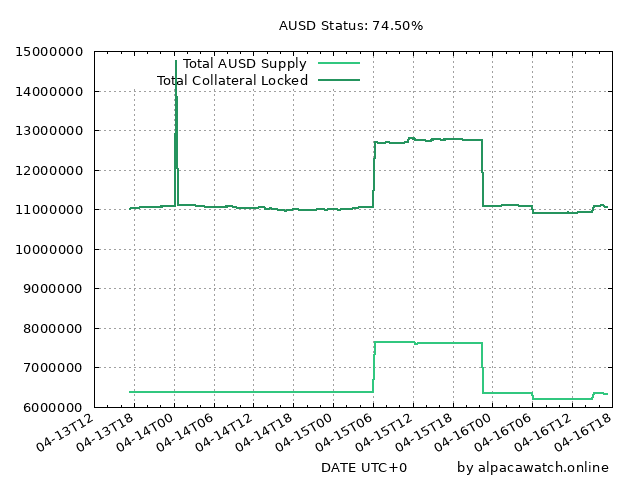 AUSD Status: 74.50%
15000000
Total AUSD Supply
Total Collateral Locked
14000000
13000000
12000000
11000000
10000000
9000000
8000000
7000000
6000000
04-13T12
04-13T18
04-14T00
04-14T06
04-14T12
04-14T18
04-15T00
04-15T06
04-15T12
04-15T18
04-16T00
04-16T06
04-16T12
04-16T18
DATE UTC+0
by alpacawatch.online